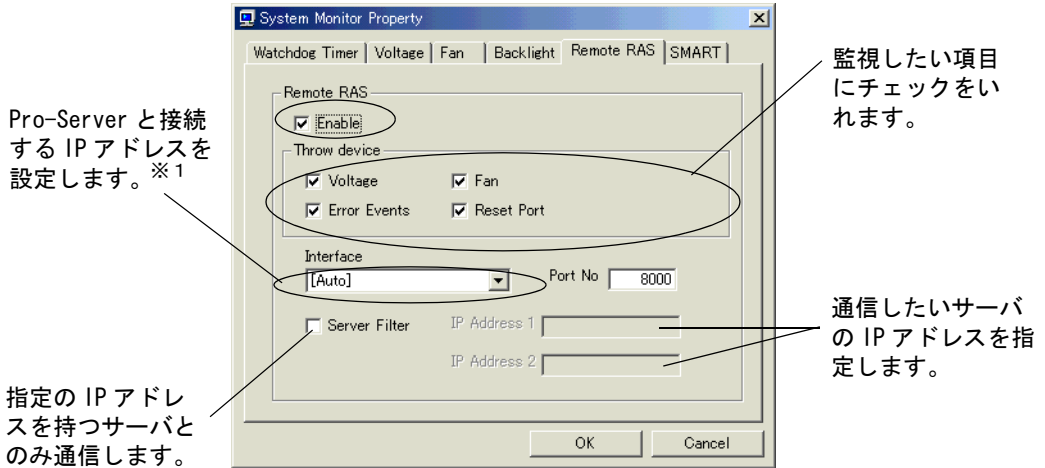 System Monitor Property
Watchdog Timer
Voltage
Fan
Backlight
Remote RAS
SMART
Remote RAS
Enable
Throw device
Voltage
Fan
Error Events
Reset Port
Interface
[Auto]
Port No
8000
Server Filter
IP Address 1
IP Address 2
OK
Cancel
Pro-Server と接続
する IP アドレスを
設定します。※1
指定の IP アドレ
スを持つサーバと
のみ通信します。
監視したい項目
にチェックをい
れます。
通信したいサーバ
の IP アドレスを指
定します。